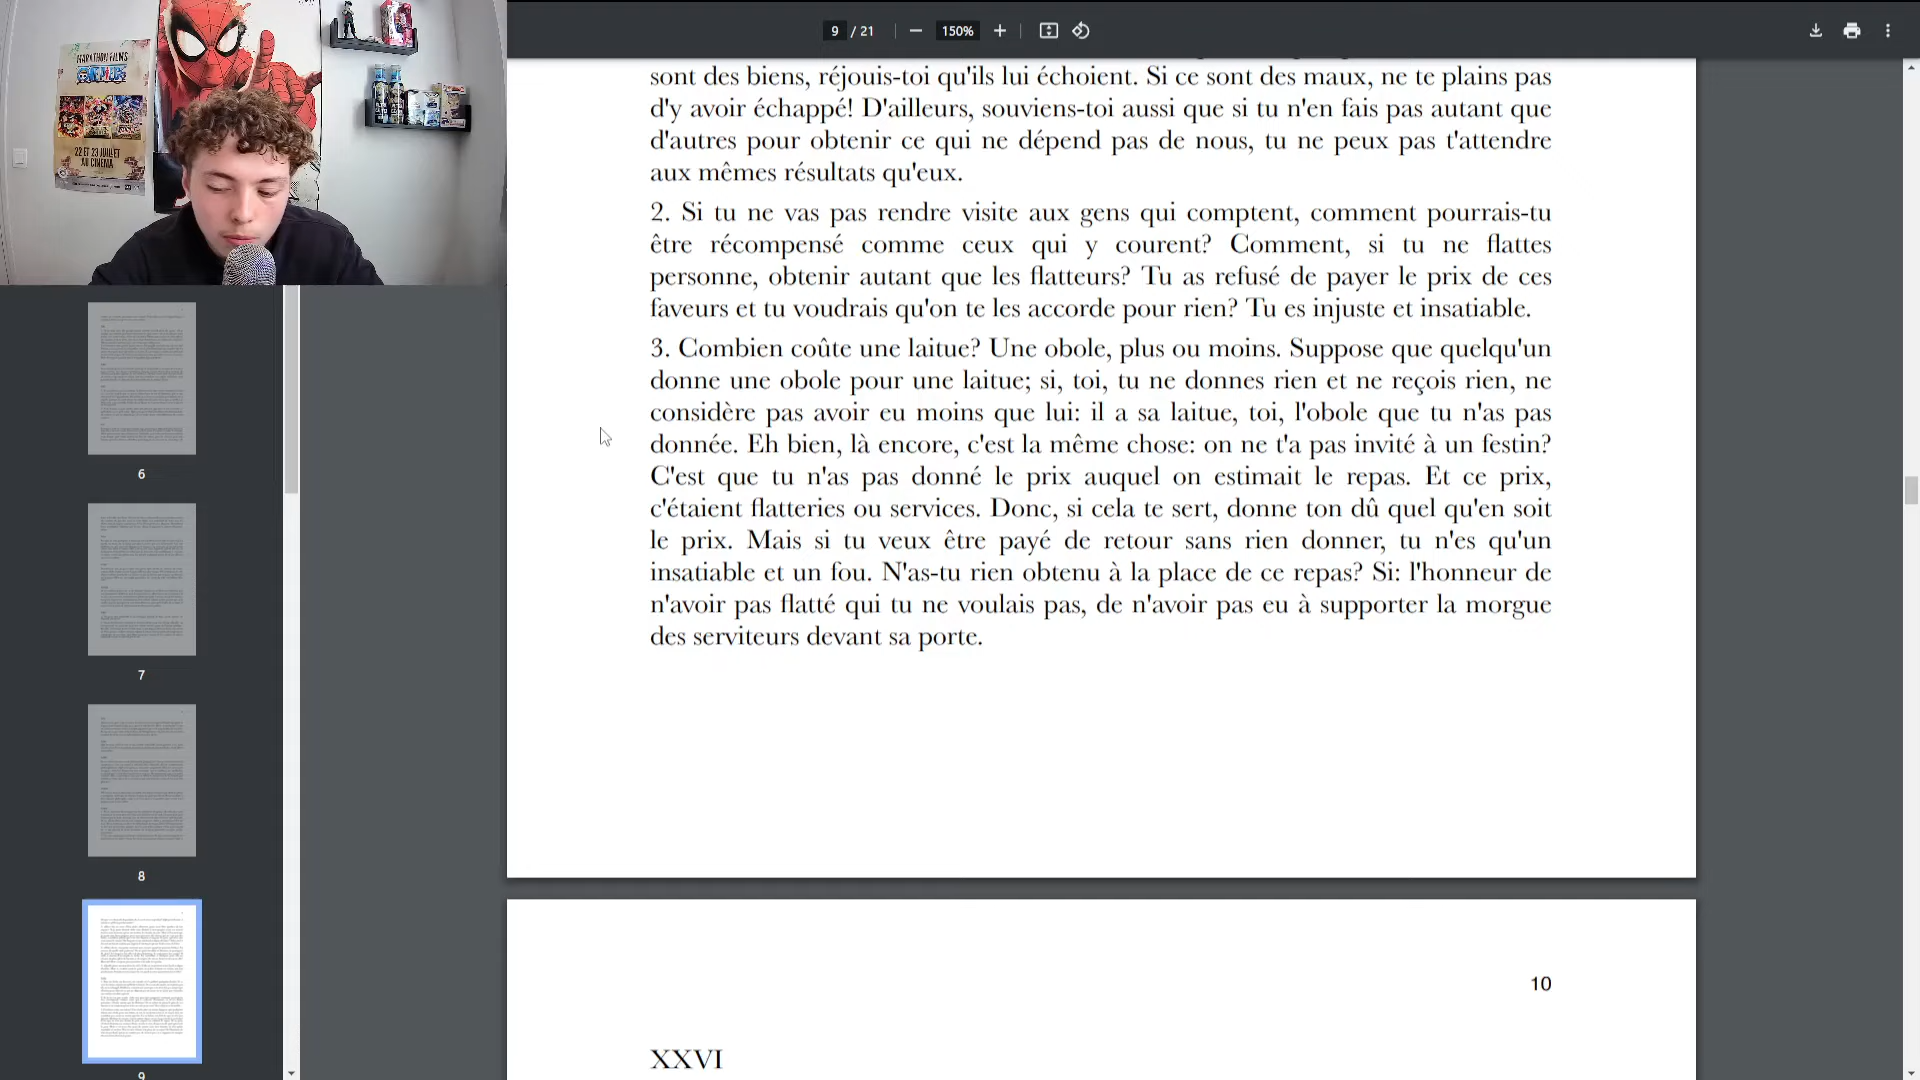 MARATHON FILMS
22 ET 23 JUILLET
AU CINEMA
9 / 21
150%
sont des biens, réjouis-toi qu'ils lui échoient. Si ce sont des maux, ne te plains pas
d'y avoir échappé! D'ailleurs, souviens-toi aussi que si tu n'en fais pas autant que
d'autres pour obtenir ce qui ne dépend pas de nous, tu ne peux pas t'attendre
aux mêmes résultats qu'eux.
2. Si tu ne vas pas rendre visite aux gens qui comptent, comment pourrais-tu
être récompensé comme ceux qui y courent? Comment, si tu ne flattes
personne, obtenir autant que les flatteurs? Tu as refusé de payer le prix de ces
faveurs et tu voudrais qu'on te les accorde pour rien? Tu es injuste et insatiable.
3. Combien coûte une laitue? Une obole, plus ou moins. Suppose que quelqu'un
donne une obole pour une laitue; si, toi, tu ne donnes rien et ne reçois rien, ne
considère pas avoir eu moins que lui: il a sa laitue, toi, l'obole que tu n'as pas
donnée. Eh bien, là encore, c'est la même chose: on ne t'a pas invité à un festin?
C'est que tu n'as pas donné le prix auquel on estimait le repas. Et ce prix,
c'étaient flatteries ou services. Donc, si cela te sert, donne ton dû quel qu'en soit
le prix. Mais si tu veux être payé de retour sans rien donner, tu n'es qu'un
insatiable et un fou. N'as-tu rien obtenu à la place de ce repas? Si: l'honneur de
n'avoir pas flatté qui tu ne voulais pas, de n'avoir pas eu à supporter la morgue
des serviteurs devant sa porte.
10
XXVI
6
7
8
9